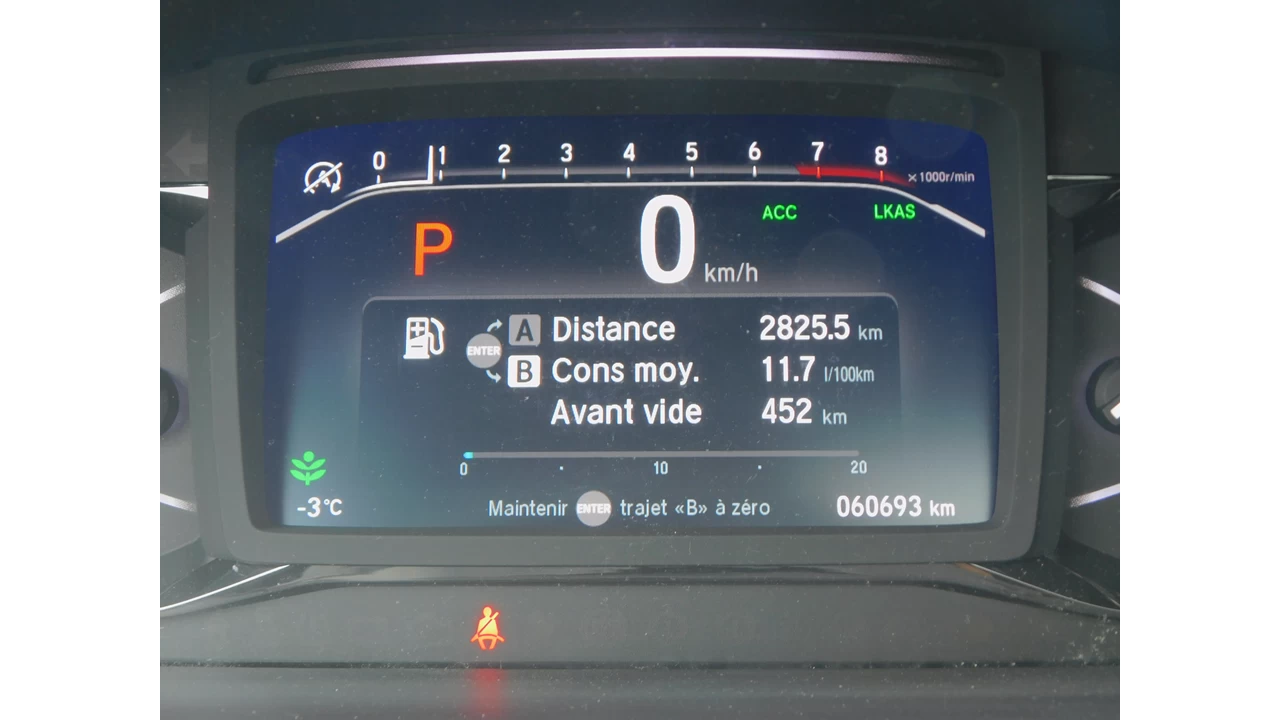 0 1 2 3 4 5 6 7 8 ×1000r/min
P 0 km/h ACC LKAS
A Distance 2825.5 km
ENTER
B Cons moy. 11.7 l/100km
Avant vide 452 km
0 10 20
-3°C Maintenir ENTER trajet «B» à zéro 060693 km